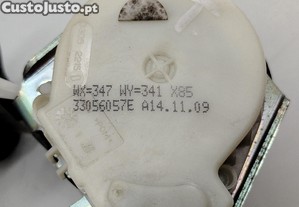 CustoJusto.pt
WX=347 WY=341 X85
33056057E A14.11.09